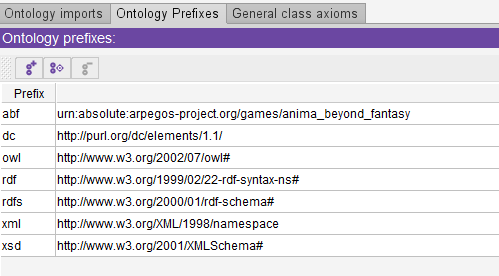 Ontology imports Ontology Prefixes General class axioms
Ontology prefixes:
Prefix
abf urn:absolute:arpegos-project.org/games/anima_beyond_fantasy
dc http://purl.org/dc/elements/1.1/
owl http://www.w3.org/2002/07/owl#
rdf http://www.w3.org/1999/02/22-rdf-syntax-ns#
rdfs http://www.w3.org/2000/01/rdf-schema#
xml http://www.w3.org/XML/1998/namespace
xsd http://www.w3.org/2001/XMLSchema#